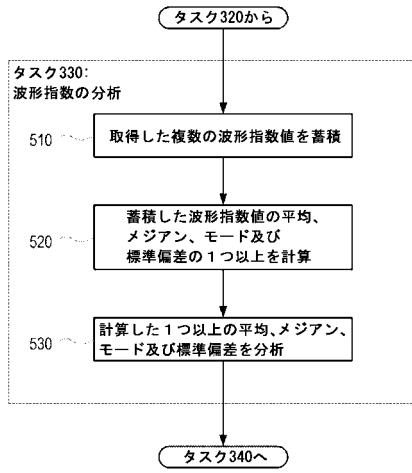 タスク320から
タスク330:
波形指数の分析
510
取得した複数の波形指数値を蓄積
520
蓄積した波形指数値の平均、
メジアン、モード及び
標準偏差の１つ以上を計算
530
計算した１つ以上の平均、メジアン、
モード及び標準偏差を分析
タスク340へ